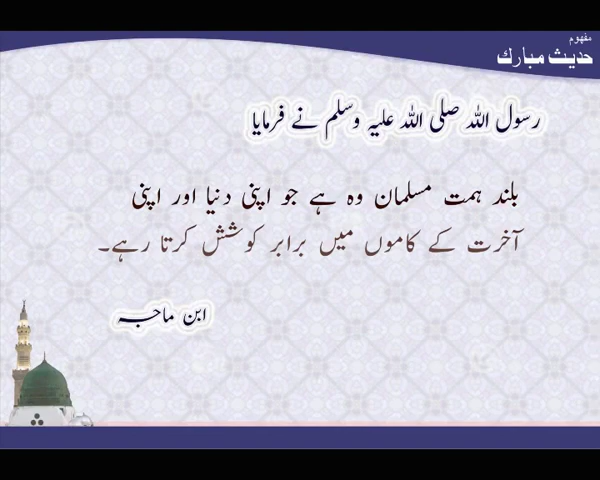 مفہوم
حدیث مبارک
رسول اللہ صلی اللہ علیہ وسلم نے فرمایا
بلند ہمت مسلمان وہ ہے جو اپنی دنیا اور اپنی
آخرت کے کاموں میں برابر کوشش کرتا رہے۔
ابن ماجہ